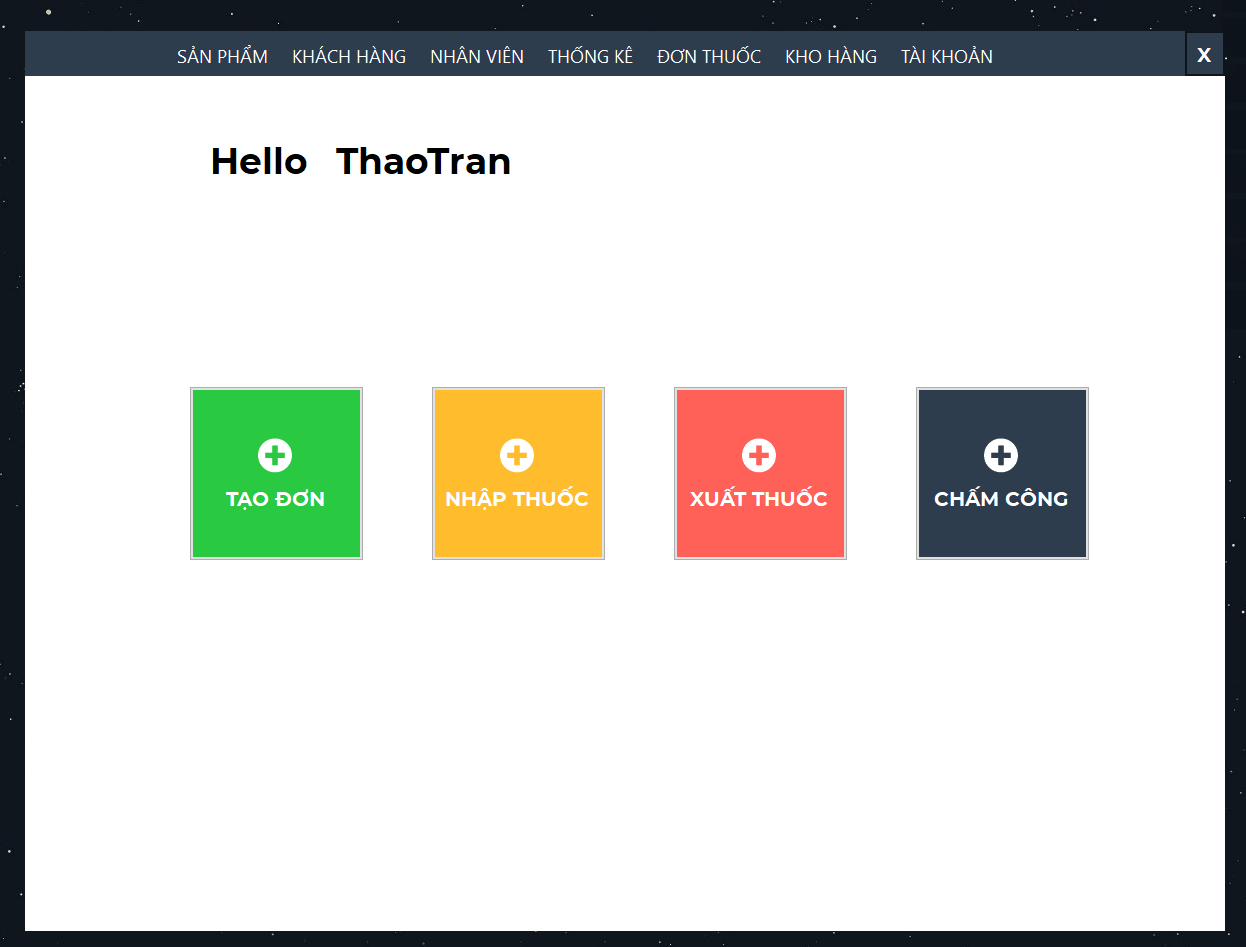 SẢN PHẨM KHÁCH HÀNG NHÂN VIÊN THỐNG KÊ ĐƠN THUỐC KHO HÀNG TÀI KHOẢN X
Hello ThaoTran
TẠO ĐƠN NHẬP THUỐC XUẤT THUỐC CHẤM CÔNG